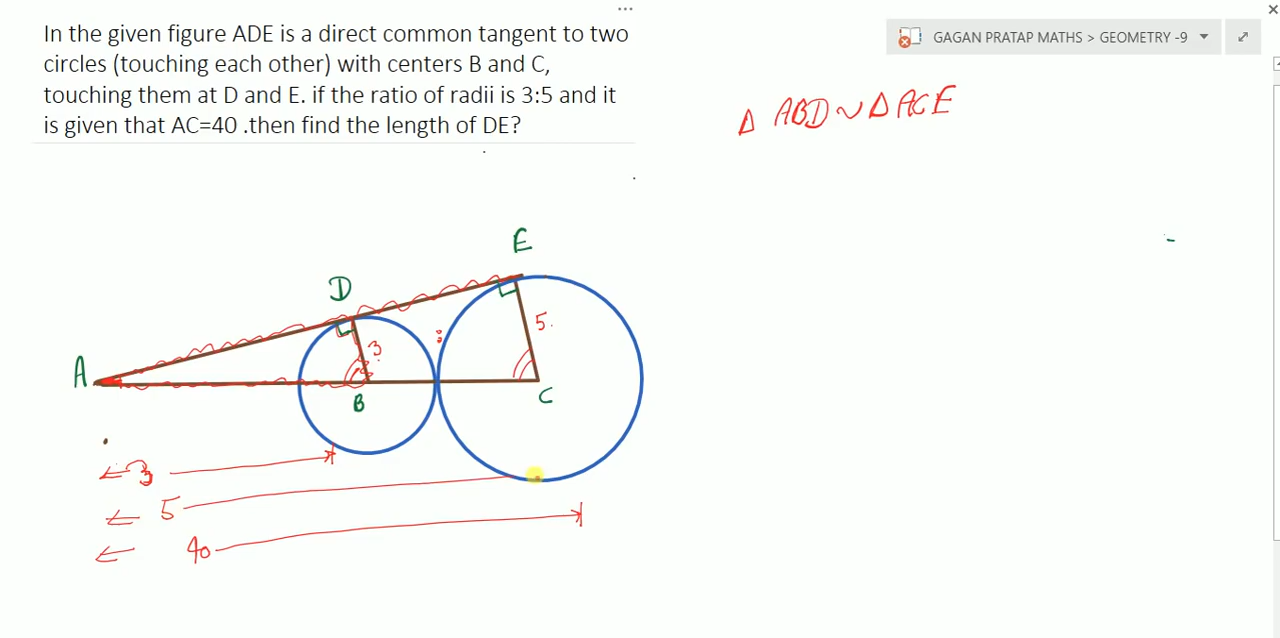 In the given figure ADE is a direct common tangent to two
circles (touching each other) with centers B and C,
touching them at D and E. if the ratio of radii is 3:5 and it
is given that AC=40 .then find the length of DE?
GAGAN PRATAP MATHS > GEOMETRY -9
Δ ABD ~ Δ ACE
E
D
5.
3
:
A
B
C
3
5
40